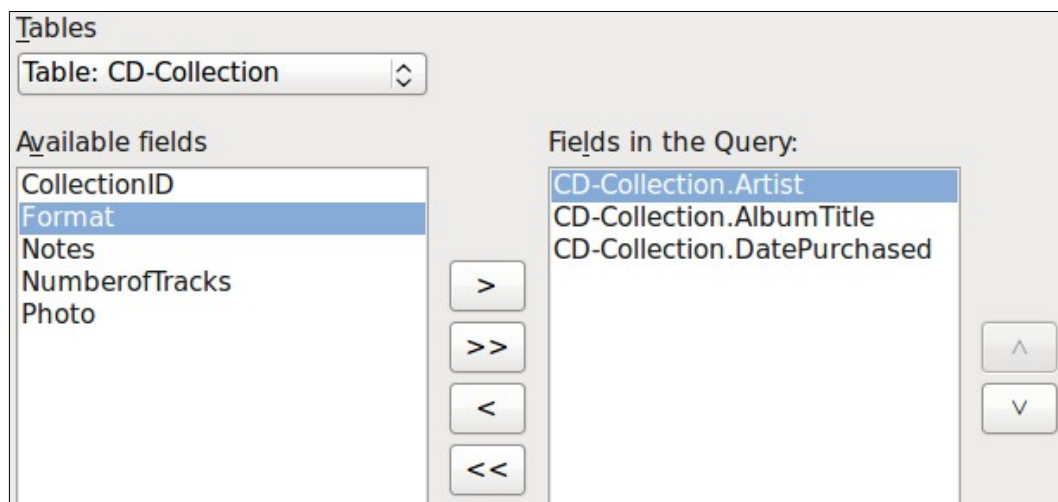 Tables
Table: CD-Collection
Available fields
CollectionID
Format
Notes
NumberofTracks
Photo
>
>>
<
<<
Fields in the Query:
CD-Collection.Artist
CD-Collection.AlbumTitle
CD-Collection.DatePurchased
^
v